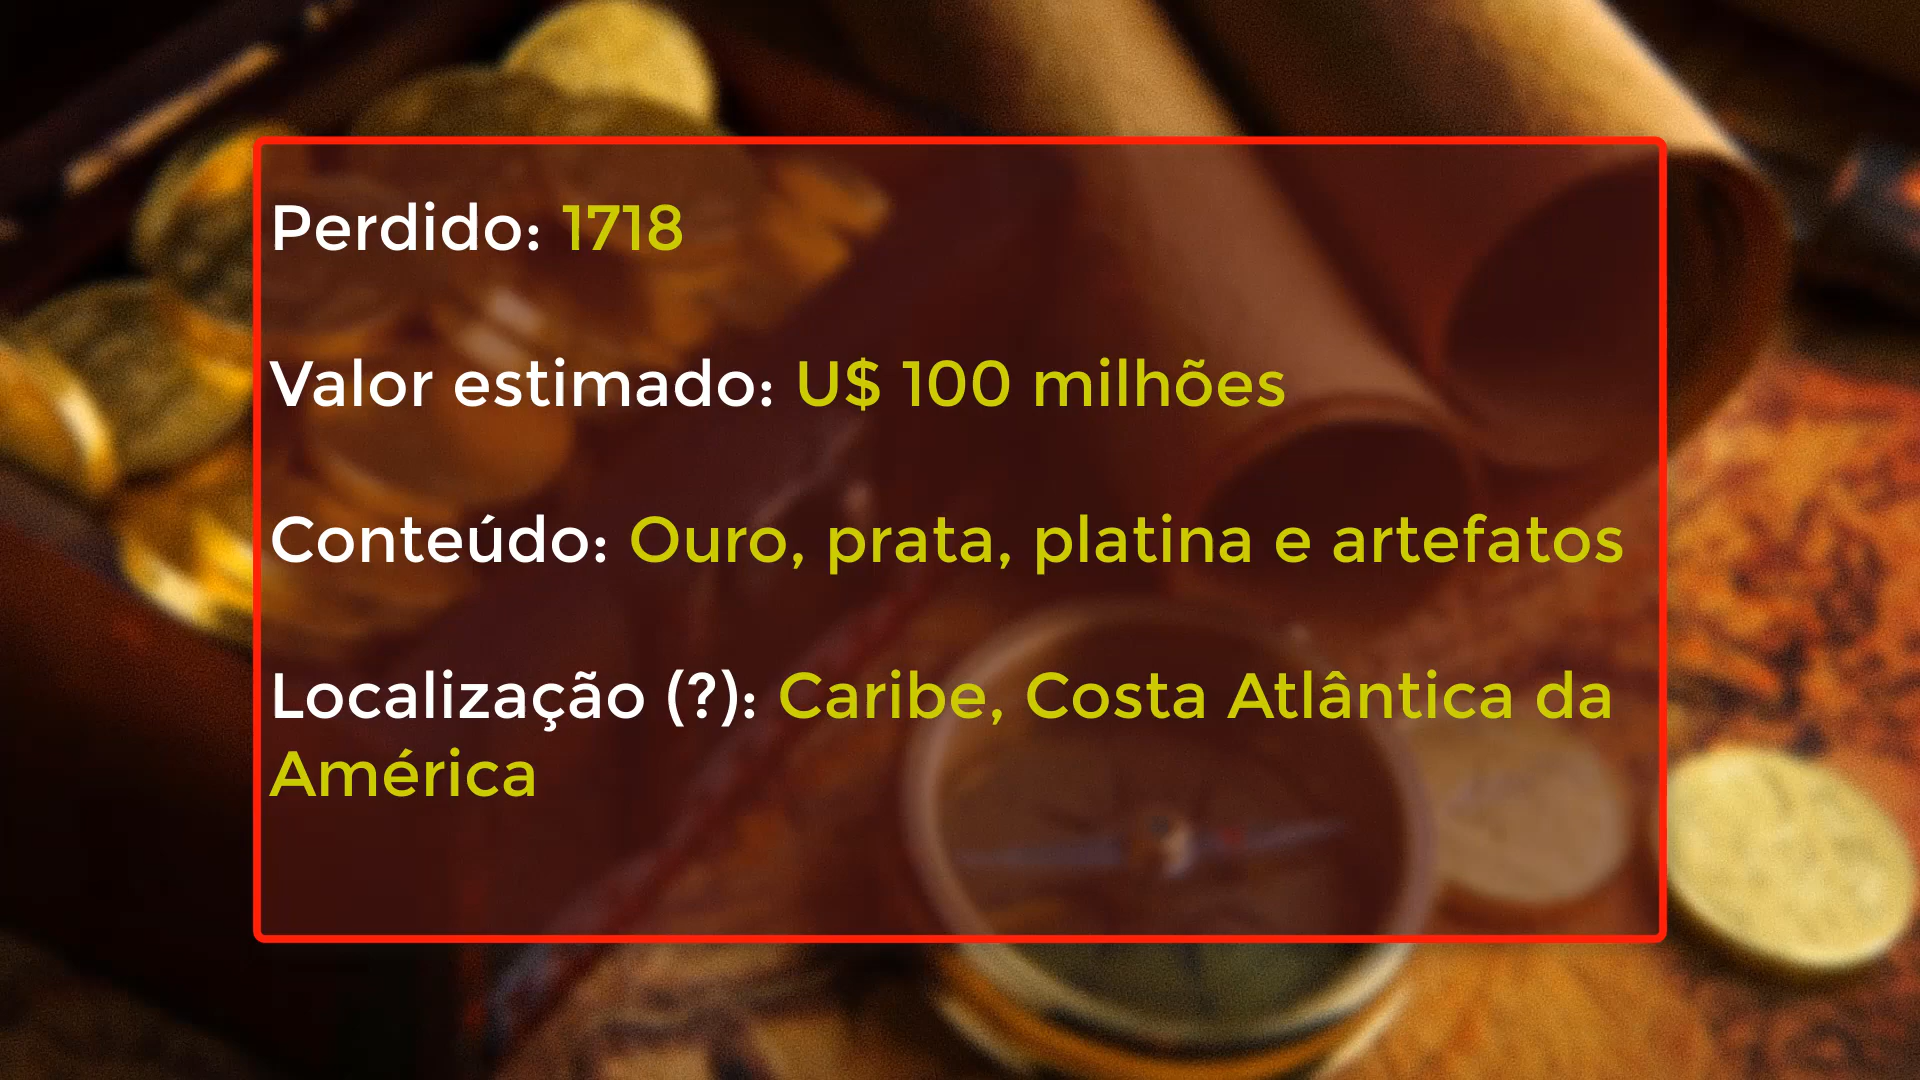 Perdido: 1718
Valor estimado: U$ 100 milhões
Conteúdo: Ouro, prata, platina e artefatos
Localização (?): Caribe, Costa Atlântica da
América